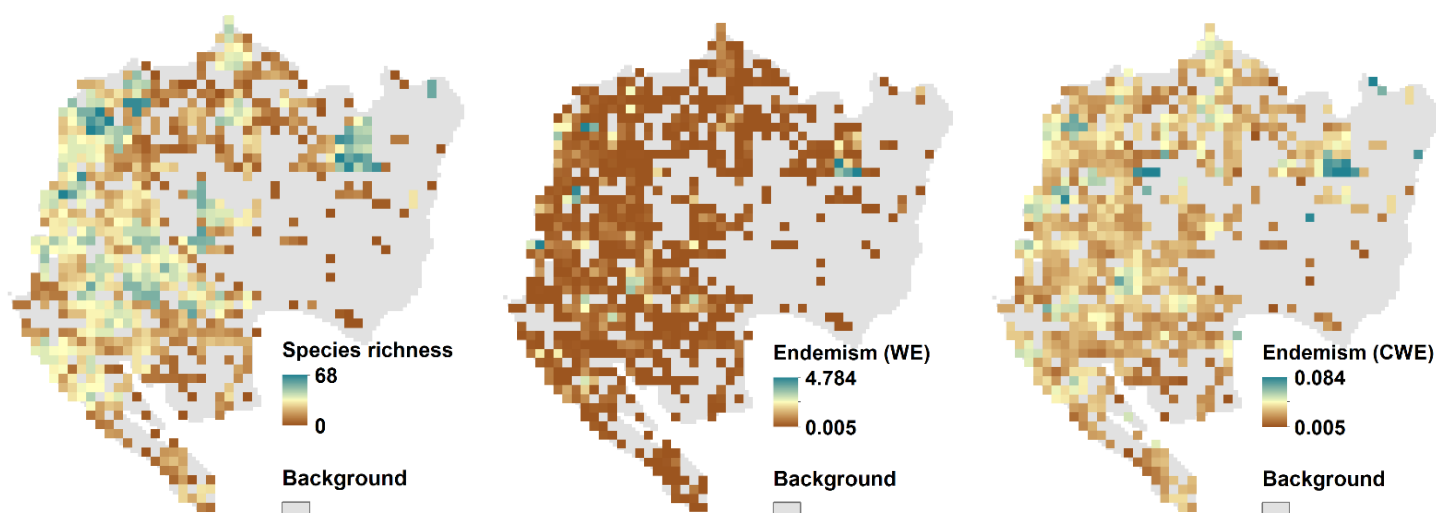 Species richness
68
0
Background
Endemism (WE)
4.784
0.005
Background
Endemism (CWE)
0.084
0.005
Background